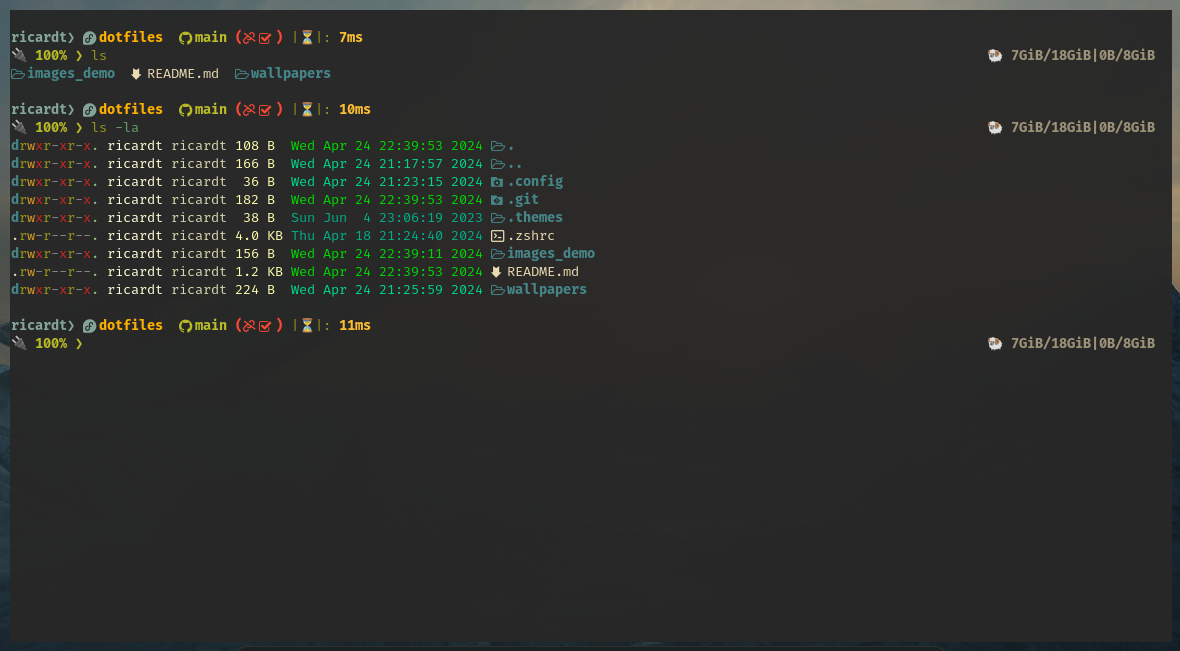 ricardt❯ dotfiles main ( ) |⏳|: 7ms
🔌 100% ❯ ls 🐏 7GiB/18GiB|0B/8GiB
images_demo README.md wallpapers
ricardt❯ dotfiles main ( ) |⏳|: 10ms
🔌 100% ❯ ls -la 🐏 7GiB/18GiB|0B/8GiB
drwxr-xr-x. ricardt ricardt 108 B Wed Apr 24 22:39:53 2024 .
drwxr-xr-x. ricardt ricardt 166 B Wed Apr 24 21:17:57 2024 ..
drwxr-xr-x. ricardt ricardt 36 B Wed Apr 24 21:23:15 2024 .config
drwxr-xr-x. ricardt ricardt 182 B Wed Apr 24 22:39:53 2024 .git
drwxr-xr-x. ricardt ricardt 38 B Sun Jun 4 23:06:19 2023 .themes
.rw-r--r--. ricardt ricardt 4.0 KB Thu Apr 18 21:24:40 2024 .zshrc
drwxr-xr-x. ricardt ricardt 156 B Wed Apr 24 22:39:11 2024 images_demo
.rw-r--r--. ricardt ricardt 1.2 KB Wed Apr 24 22:39:53 2024 README.md
drwxr-xr-x. ricardt ricardt 224 B Wed Apr 24 21:25:59 2024 wallpapers
ricardt❯ dotfiles main ( ) |⏳|: 11ms
🔌 100% ❯ 🐏 7GiB/18GiB|0B/8GiB